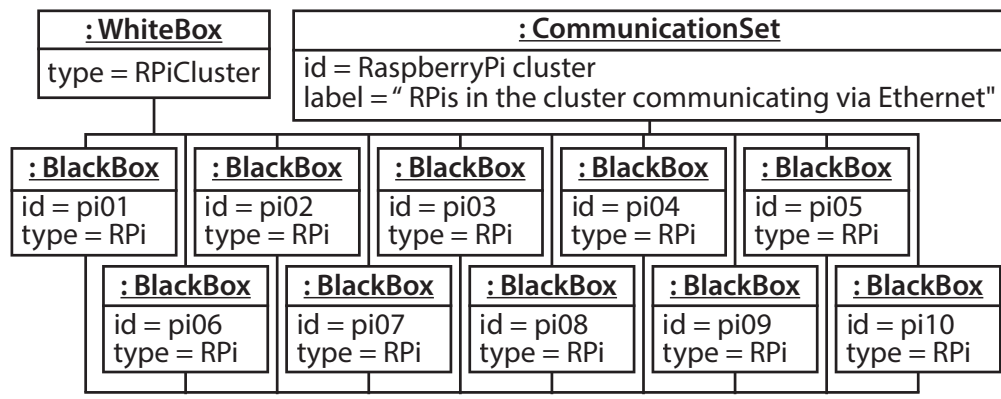 : WhiteBox
type = RPiCluster
: CommunicationSet
id = RaspberryPi cluster
label = “ RPis in the cluster communicating via Ethernet"
: BlackBox
id = pi01
type = RPi
: BlackBox
id = pi02
type = RPi
: BlackBox
id = pi03
type = RPi
: BlackBox
id = pi04
type = RPi
: BlackBox
id = pi05
type = RPi
: BlackBox
id = pi06
type = RPi
: BlackBox
id = pi07
type = RPi
: BlackBox
id = pi08
type = RPi
: BlackBox
id = pi09
type = RPi
: BlackBox
id = pi10
type = RPi